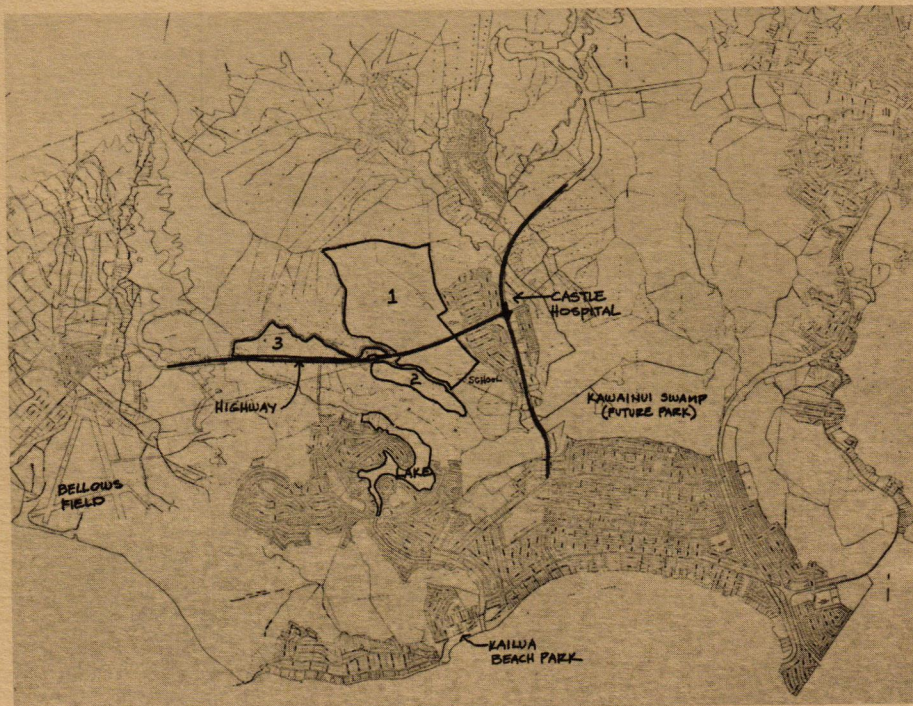 1
CASTLE
HOSPITAL
3
2
SCHOOL
HIGHWAY
KAWAINUI SWAMP
(FUTURE PARK)
LAKE
BELLOWS
FIELD
KAILUA
BEACH PARK